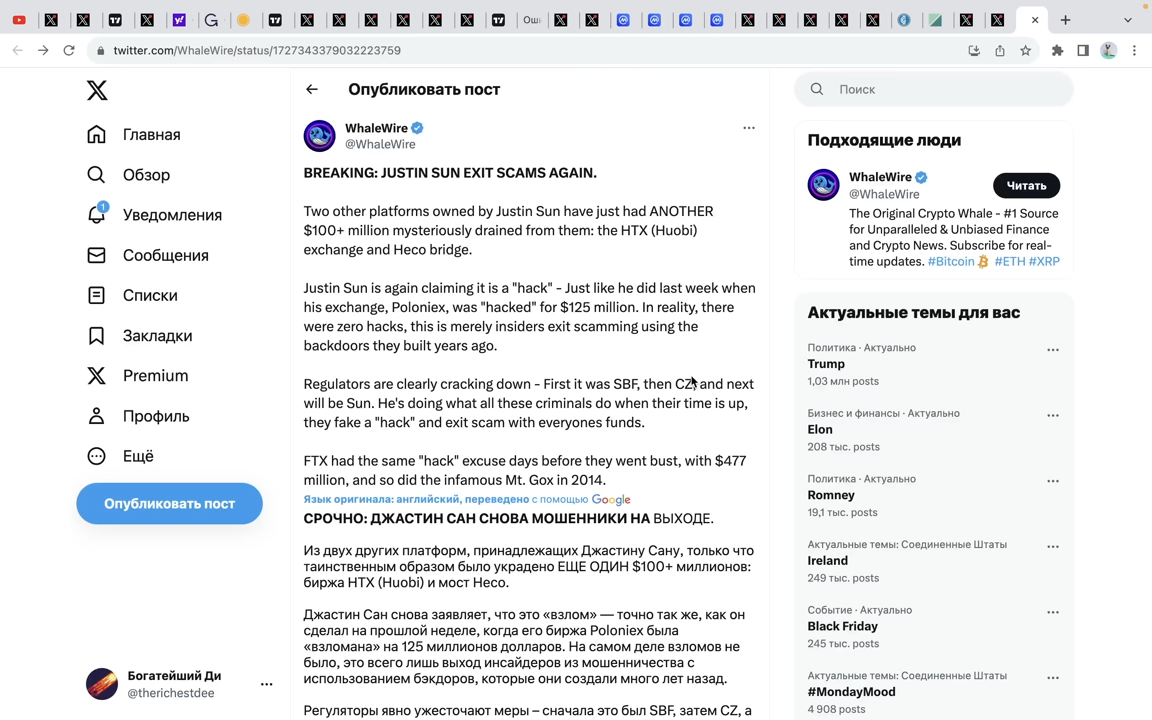 Оши
twitter.com/WhaleWire/status/1727343379032223759
Главная
Обзор
1
Уведомления
Сообщения
Списки
Закладки
Premium
Профиль
Ещё
Опубликовать пост
Богатейший Ди
@therichestdee
Опубликовать пост
WhaleWire
@WhaleWire
BREAKING: JUSTIN SUN EXIT SCAMS AGAIN.
Two other platforms owned by Justin Sun have just had ANOTHER
$100+ million mysteriously drained from them: the HTX (Huobi)
exchange and Heco bridge.
Justin Sun is again claiming it is a "hack" - Just like he did last week when
his exchange, Poloniex, was "hacked" for $125 million. In reality, there
were zero hacks, this is merely insiders exit scamming using the
backdoors they built years ago.
Regulators are clearly cracking down - First it was SBF, then CZ, and next
will be Sun. He's doing what all these criminals do when their time is up,
they fake a "hack" and exit scam with everyones funds.
FTX had the same "hack" excuse days before they went bust, with $477
million, and so did the infamous Mt. Gox in 2014.
Язык оригинала: английский, переведено с помощью Google
СРОЧНО: ДЖАСТИН САН СНОВА МОШЕННИКИ НА ВЫХОДЕ.
Из двух других платформ, принадлежащих Джастину Сану, только что
таинственным образом было украдено ЕЩЕ ОДИН $100+ миллионов:
биржа HTX (Huobi) и мост Heco.
Джастин Сан снова заявляет, что это «взлом» — точно так же, как он
сделал на прошлой неделе, когда его биржа Poloniex была
«взломана» на 125 миллионов долларов. На самом деле взломов не
было, это всего лишь выход инсайдеров из мошенничества с
использованием бэкдоров, которые они создали много лет назад.
Регуляторы явно ужесточают меры – сначала это был SBF, затем CZ, а
Поиск
Подходящие люди
WhaleWire
@WhaleWire
Читать
The Original Crypto Whale - #1 Source
for Unparalleled & Unbiased Finance
and Crypto News. Subscribe for real-
time updates. #Bitcoin #ETH #XRP
Актуальные темы для вас
Политика · Актуально
Trump
1,03 млн posts
Бизнес и финансы · Актуально
Elon
208 тыс. posts
Политика · Актуально
Romney
19,1 тыс. posts
Актуальные темы: Соединенные Штаты
Ireland
249 тыс. posts
Событие · Актуально
Black Friday
245 тыс. posts
Актуальные темы: Соединенные Штаты
#MondayMood
4 908 posts